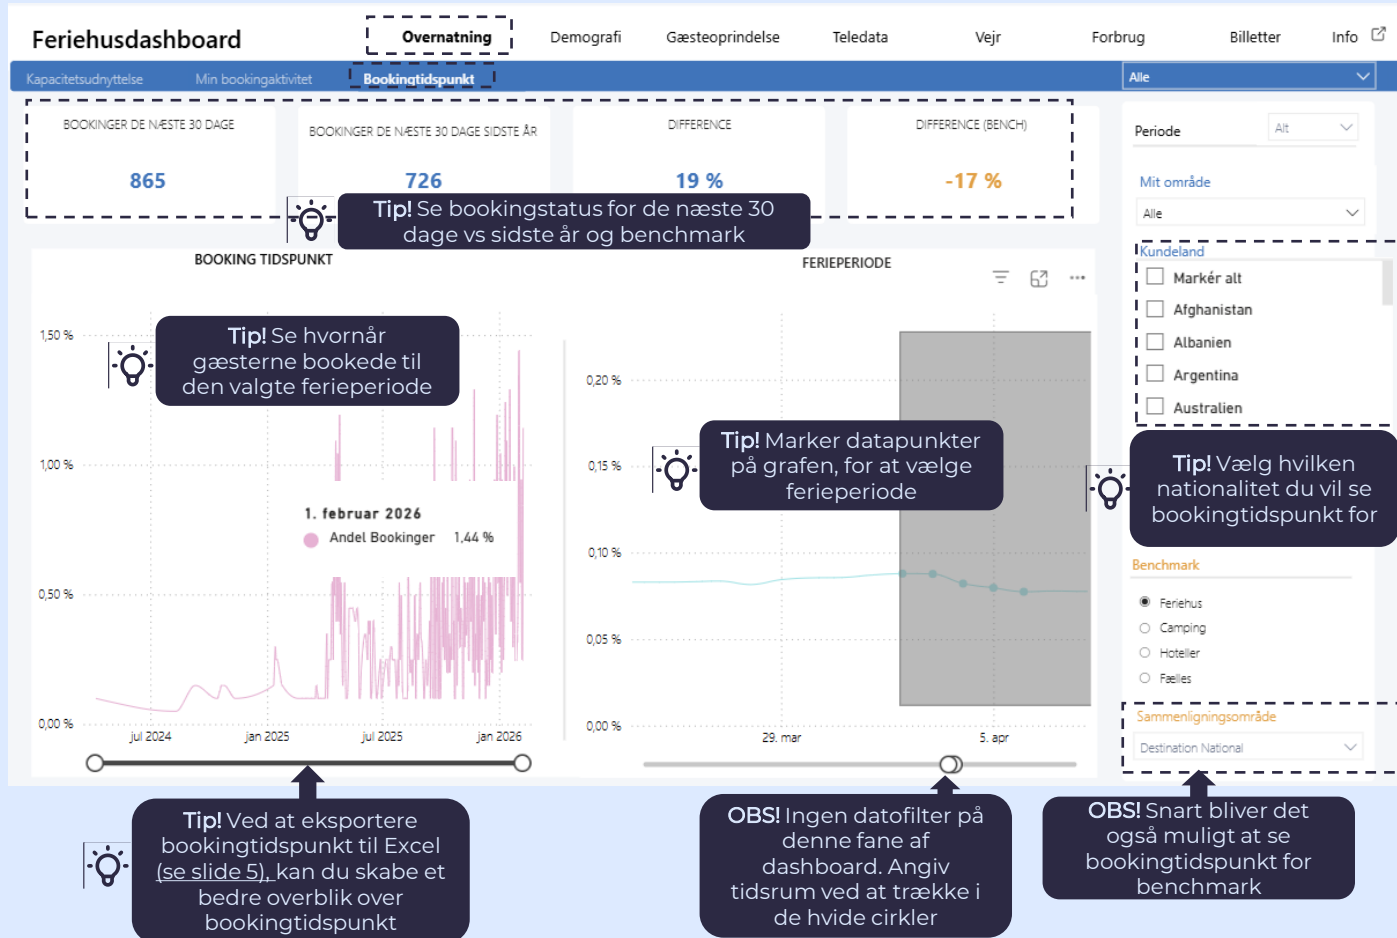 Feriehusdashboard
Overnatning
Demografi
Gæsteoprindelse
Teledata
Vejr
Forbrug
Billetter
Info
Kapacitetsudnyttelse
Min bookingaktivitet
Bookingtidspunkt
Alle
BOOKINGER DE NÆSTE 30 DAGE
865
BOOKINGER DE NÆSTE 30 DAGE SIDSTE ÅR
726
DIFFERENCE
19 %
DIFFERENCE (BENCH)
-17 %
Tip! Se bookingstatus for de næste 30
dage vs sidste år og benchmark
Periode
Alt
Mit område
Alle
Kundeland
Markér alt
Afghanistan
Albanien
Argentina
Australien
Tip! Vælg hvilken
nationalitet du vil se
bookingtidspunkt for
Benchmark
Feriehus
Camping
Hoteller
Fælles
Sammenligningsområde
Destination National
BOOKING TIDSPUNKT
Tip! Se hvornår
gæsterne bookede til
den valgte ferieperiode
1,50 %
1,00 %
0,50 %
0,00 %
1. februar 2026
Andel Bookinger 1,44 %
jul 2024
jan 2025
jul 2025
jan 2026
FERIEPERIODE
0,20 %
0,15 %
0,10 %
0,05 %
0,00 %
Tip! Marker datapunkter
på grafen, for at vælge
ferieperiode
29. mar
5. apr
Tip! Ved at eksportere
bookingtidspunkt til Excel
(se slide 5), kan du skabe et
bedre overblik over
bookingtidspunkt
OBS! Ingen datofilter på
denne fane af
dashboard. Angiv
tidsrum ved at trække i
de hvide cirkler
OBS! Snart bliver det
også muligt at se
bookingtidspunkt for
benchmark